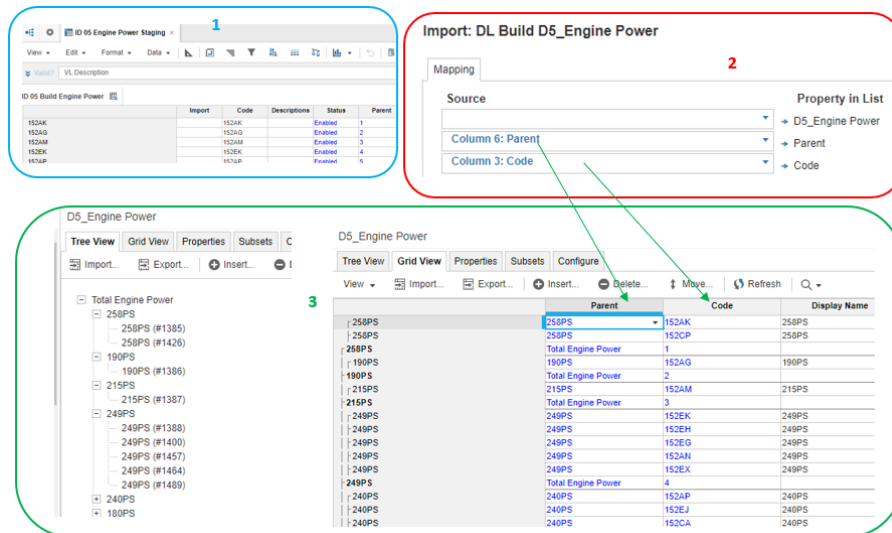 1
ID 05 Engine Power Staging ×
View Edit Format Data
Valid? VL Description
ID 05 Build Engine Power
Import Code Descriptions Status Parent
152AK 152AK Enabled 1
152AG 152AG Enabled 2
152AM 152AM Enabled 3
152EK 152EK Enabled 4
152AP 152AP Enabled 5
Import: DL Build D5_Engine Power
2
Mapping
Source Property in List
D5_Engine Power
Column 6: Parent Parent
Column 3: Code Code
D5_Engine Power
Tree View Grid View Properties Subsets C
Import... Export... Insert...
Total Engine Power
258PS
258PS (#1385)
258PS (#1426)
190PS
190PS (#1386)
215PS
215PS (#1387)
249PS
249PS (#1388)
249PS (#1400)
249PS (#1457)
249PS (#1464)
249PS (#1489)
240PS
180PS
3
D5_Engine Power
Tree View Grid View Properties Subsets Configure
View Import... Export... Insert... Delete... Move... Refresh
Parent Code Display Name
258PS 258PS 152AK 258PS
258PS 258PS 152CP 258PS
258PS Total Engine Power 1
190PS 190PS 152AG 190PS
190PS Total Engine Power 2
215PS 215PS 152AM 215PS
215PS Total Engine Power 3
249PS 249PS 152EK 249PS
249PS 249PS 152EH 249PS
249PS 249PS 152EG 249PS
249PS 249PS 152AN 249PS
249PS 249PS 152EX 249PS
249PS Total Engine Power 4
240PS 240PS 152AP 240PS
240PS 240PS 152EJ 240PS
240PS 240PS 152CA 240PS